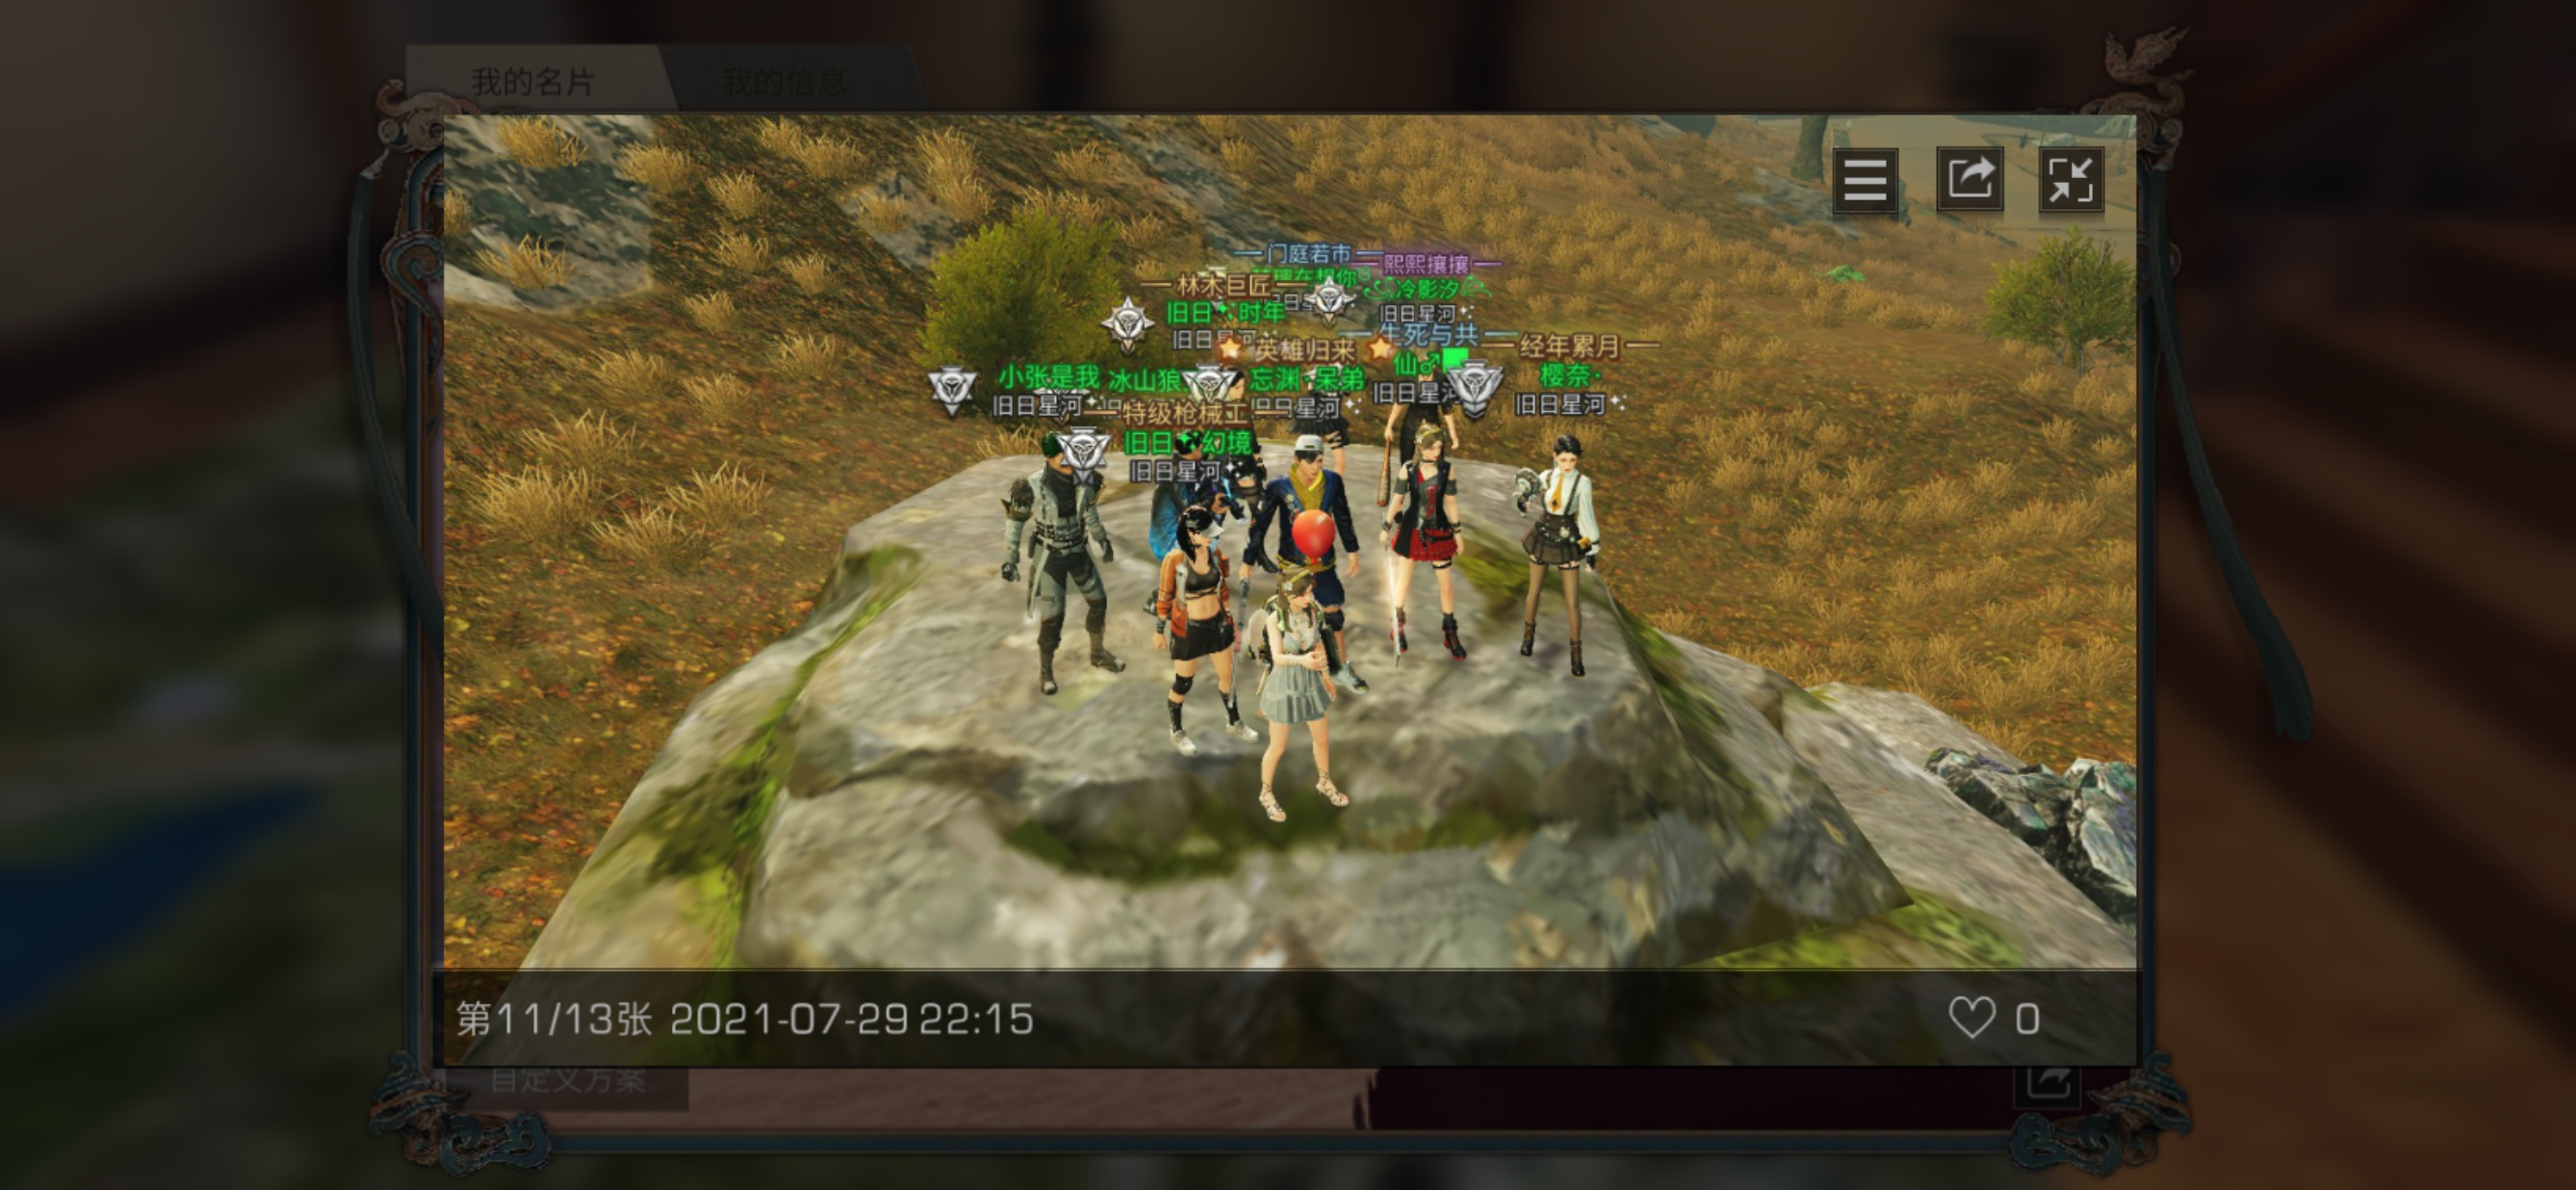 我的名片
我的信息
门庭若市
熙熙攘攘
在想你
林木巨匠
冷影汐
旧日 时年
旧日星河
旧日星
生死与共
英雄归来
经年累月
仙♂
小张是我
冰山狼
忘渊·呆弟
樱奈·
旧日星河
旧日星河
旧日星河
旧日星河
特级枪械工
旧日 幻境
旧日星河
第11/13张 2021-07-29 22:15
0
自定义方案